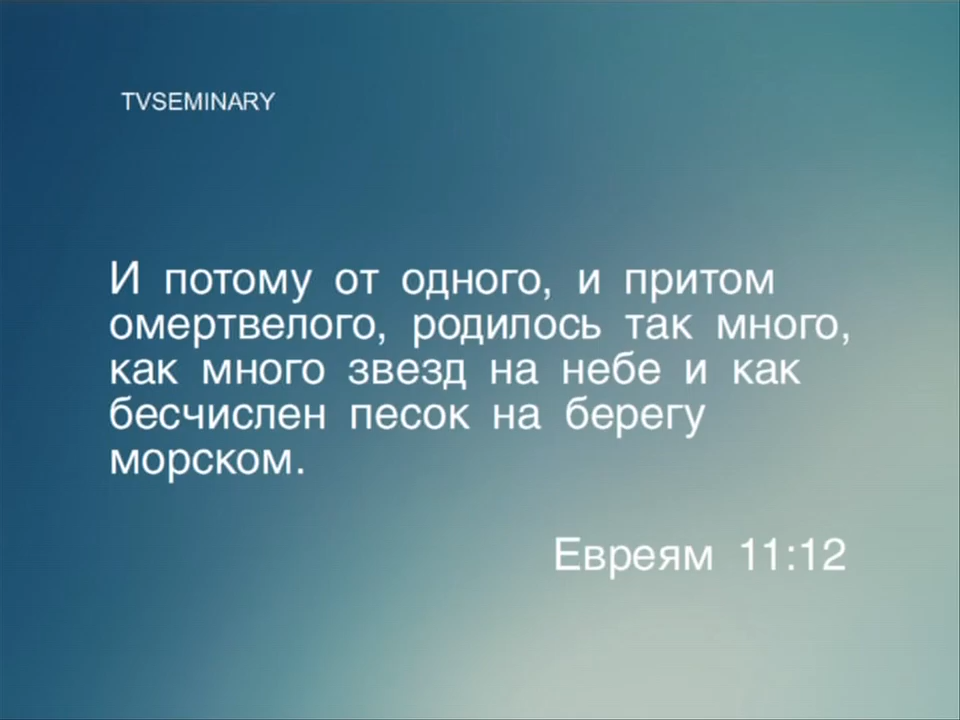 TVSEMINARY
И потому от одного, и притом
омертвелого, родилось так много,
как много звезд на небе и как
бесчислен песок на берегу
морском.
Евреям 11:12